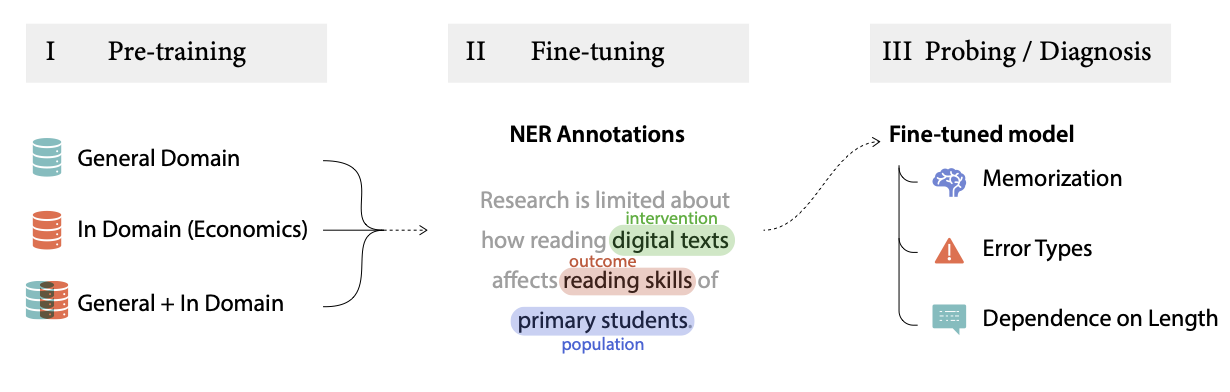 I Pre-training
General Domain
In Domain (Economics)
General + In Domain
II Fine-tuning
NER Annotations
Research is limited about
intervention
how reading digital texts
outcome
affects reading skills of
primary students.
population
III Probing / Diagnosis
Fine-tuned model
Memorization
Error Types
Dependence on Length